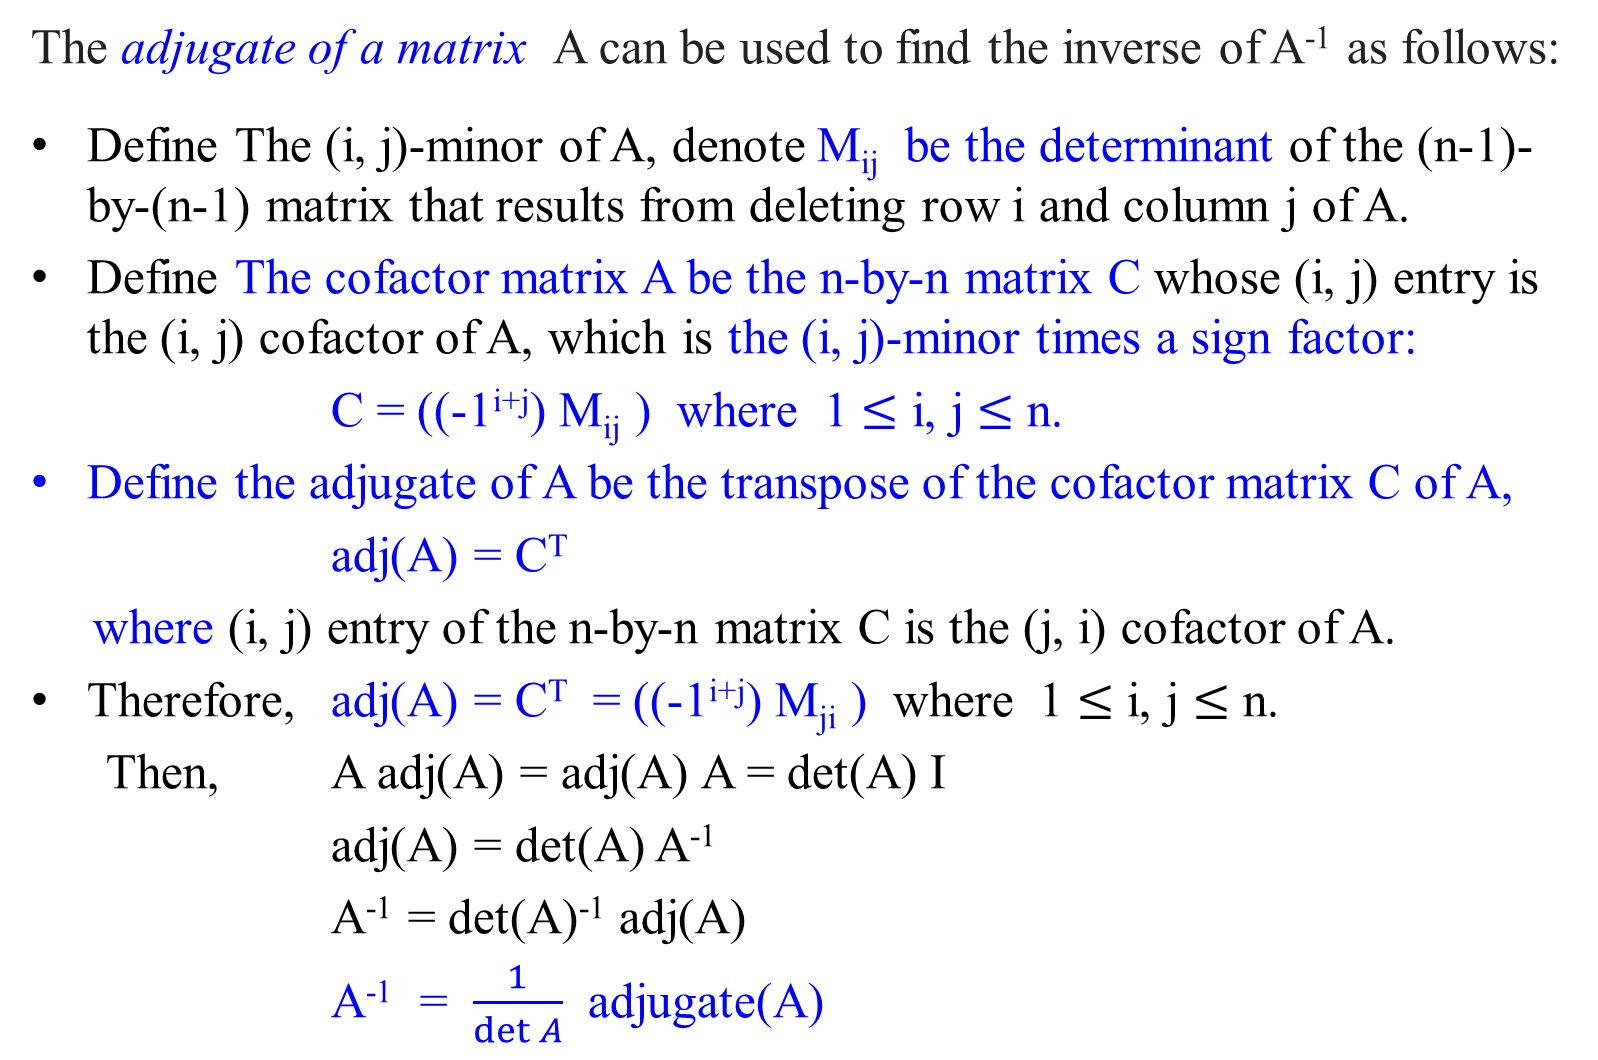 The adjugate of a matrix A can be used to find the inverse of A⁻¹ as follows:
• Define The (i, j)-minor of A, denote Mᵢⱼ be the determinant of the (n-1)-
by-(n-1) matrix that results from deleting row i and column j of A.
• Define The cofactor matrix A be the n-by-n matrix C whose (i, j) entry is
the (i, j) cofactor of A, which is the (i, j)-minor times a sign factor:
C = ((-1ⁱ⁺ʲ) Mᵢⱼ ) where 1 ≤ i, j ≤ n.
• Define the adjugate of A be the transpose of the cofactor matrix C of A,
adj(A) = Cᵀ
where (i, j) entry of the n-by-n matrix C is the (j, i) cofactor of A.
• Therefore, adj(A) = Cᵀ = ((-1ⁱ⁺ʲ) Mⱼᵢ ) where 1 ≤ i, j ≤ n.
Then, A adj(A) = adj(A) A = det(A) I
adj(A) = det(A) A⁻¹
A⁻¹ = det(A)⁻¹ adj(A)
A⁻¹ = 1/det A adjugate(A)